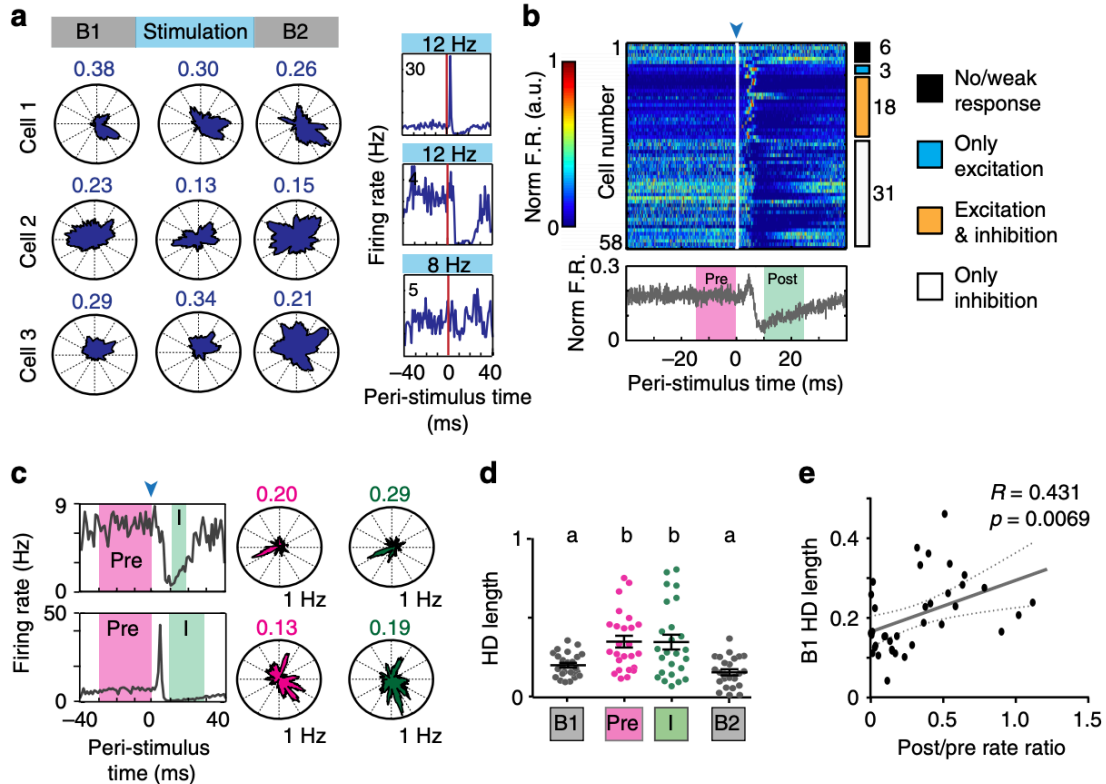 a
B1 Stimulation B2
0.38 0.30 0.26
Cell 1
0.23 0.13 0.15
Cell 2
0.29 0.34 0.21
Cell 3
12 Hz
30
12 Hz
4
8 Hz
5
Firing rate (Hz)
−40 0 40
Peri-stimulus time
(ms)
b
Norm F.R. (a.u.)
1
0
Cell number
1
58
6
3
18
31
No/weak
response
Only
excitation
Excitation
& inhibition
Only
inhibition
Norm F.R.
0.3
0
Pre Post
−20 0 20
Peri-stimulus time (ms)
c
Firing rate (Hz)
9
0
Pre
I
0.20 0.29
1 Hz 1 Hz
50
0
Pre I
0.13 0.19
1 Hz 1 Hz
−40 0 40
Peri-stimulus
time (ms)
d
a b b a
HD length
1
0
B1 Pre I B2
e
R = 0.431
p = 0.0069
B1 HD length
0.4
0.2
0
0 0.5 1.0 1.5
Post/pre rate ratio